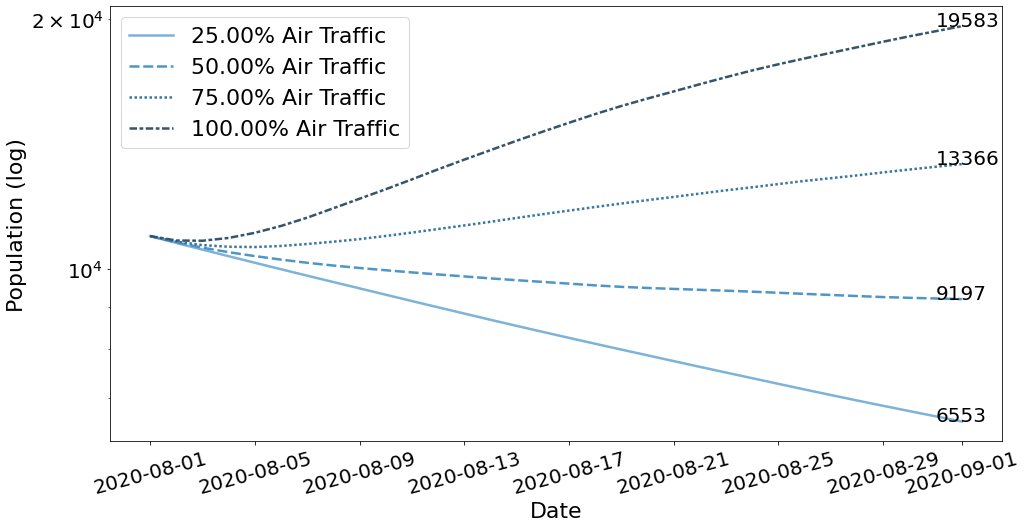 2 × 10⁴
10⁴
Population (log)
25.00% Air Traffic
50.00% Air Traffic
75.00% Air Traffic
100.00% Air Traffic
19583
13366
9197
6553
2020-08-01
2020-08-05
2020-08-09
2020-08-13
2020-08-17
2020-08-21
2020-08-25
2020-08-29
2020-09-01
Date